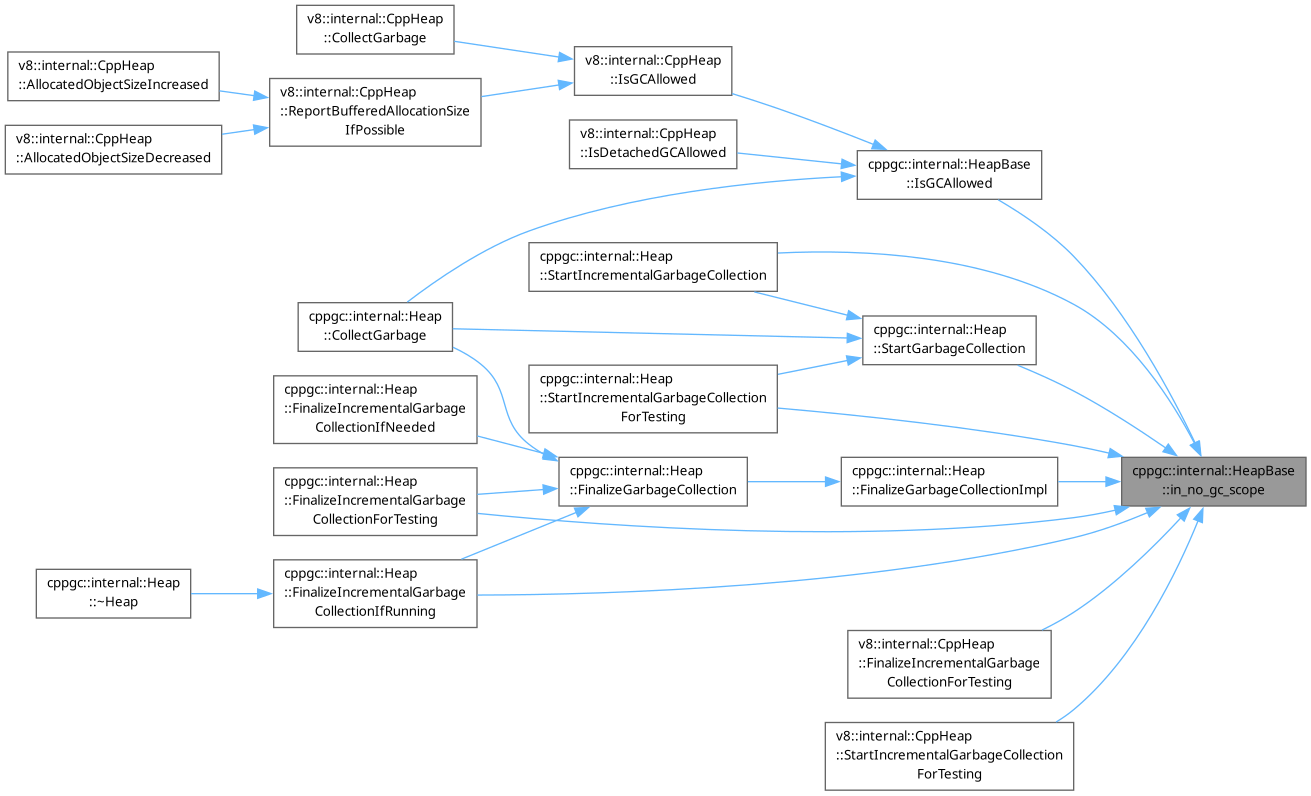 v8::internal::CppHeap
::CollectGarbage
v8::internal::CppHeap
::AllocatedObjectSizeIncreased
v8::internal::CppHeap
::IsGCAllowed
v8::internal::CppHeap
::ReportBufferedAllocationSize
IfPossible
v8::internal::CppHeap
::AllocatedObjectSizeDecreased
v8::internal::CppHeap
::IsDetachedGCAllowed
cppgc::internal::HeapBase
::IsGCAllowed
cppgc::internal::Heap
::StartIncrementalGarbageCollection
cppgc::internal::Heap
::CollectGarbage
cppgc::internal::Heap
::StartGarbageCollection
cppgc::internal::Heap
::StartIncrementalGarbageCollection
ForTesting
cppgc::internal::Heap
::FinalizeIncrementalGarbage
CollectionIfNeeded
cppgc::internal::Heap
::FinalizeGarbageCollection
cppgc::internal::Heap
::FinalizeGarbageCollectionImpl
cppgc::internal::HeapBase
::in_no_gc_scope
cppgc::internal::Heap
::FinalizeIncrementalGarbage
CollectionForTesting
cppgc::internal::Heap
::~Heap
cppgc::internal::Heap
::FinalizeIncrementalGarbage
CollectionIfRunning
v8::internal::CppHeap
::FinalizeIncrementalGarbage
CollectionForTesting
v8::internal::CppHeap
::StartIncrementalGarbageCollection
ForTesting